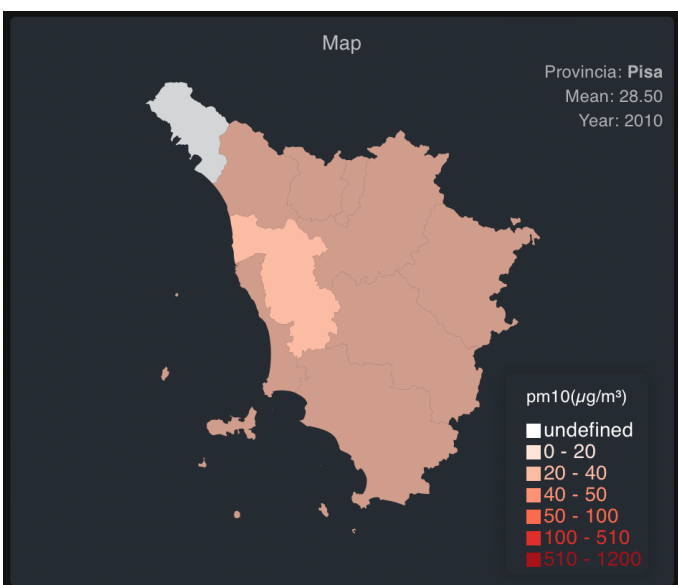 Map
Provincia: Pisa
Mean: 28.50
Year: 2010
pm10(µg/m³)
undefined
0 - 20
20 - 40
40 - 50
50 - 100
100 - 510
510 - 1200